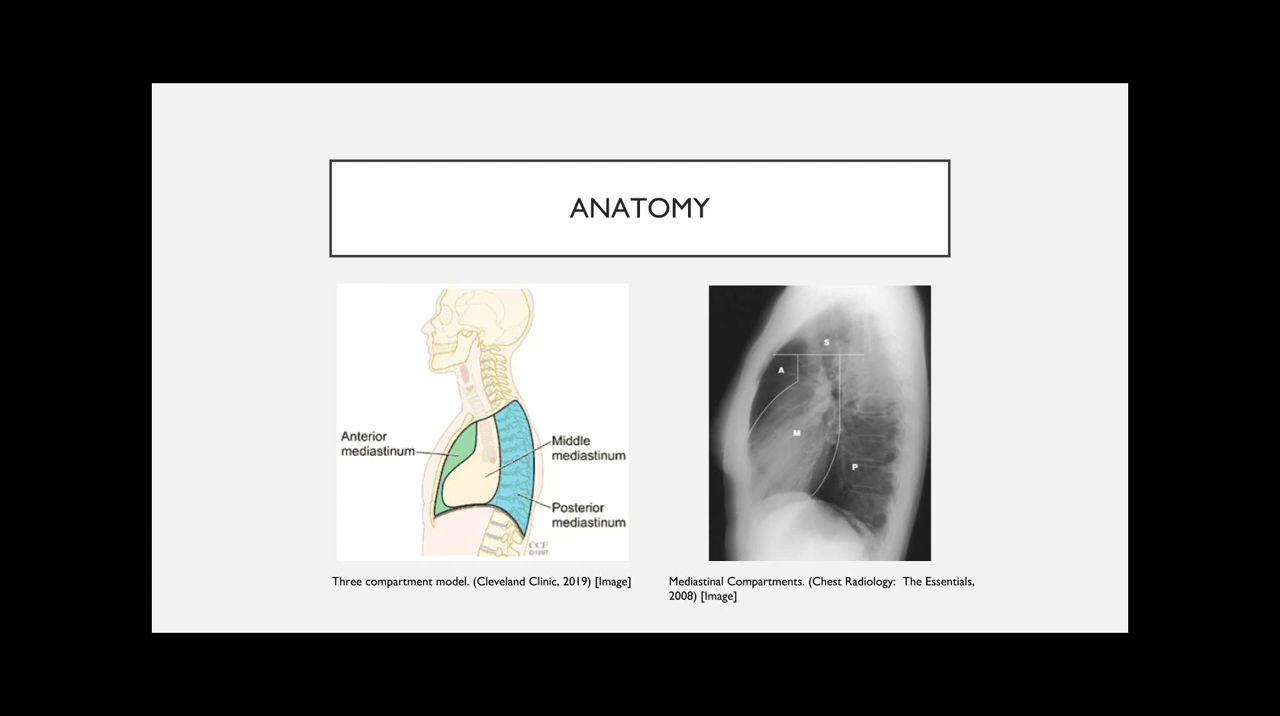 ANATOMY
Anterior
mediastinum
Middle
mediastinum
Posterior
mediastinum
CCF
©1997
Three compartment model. (Cleveland Clinic, 2019) [Image]
S
A
M
P
Mediastinal Compartments. (Chest Radiology: The Essentials,
2008) [Image]